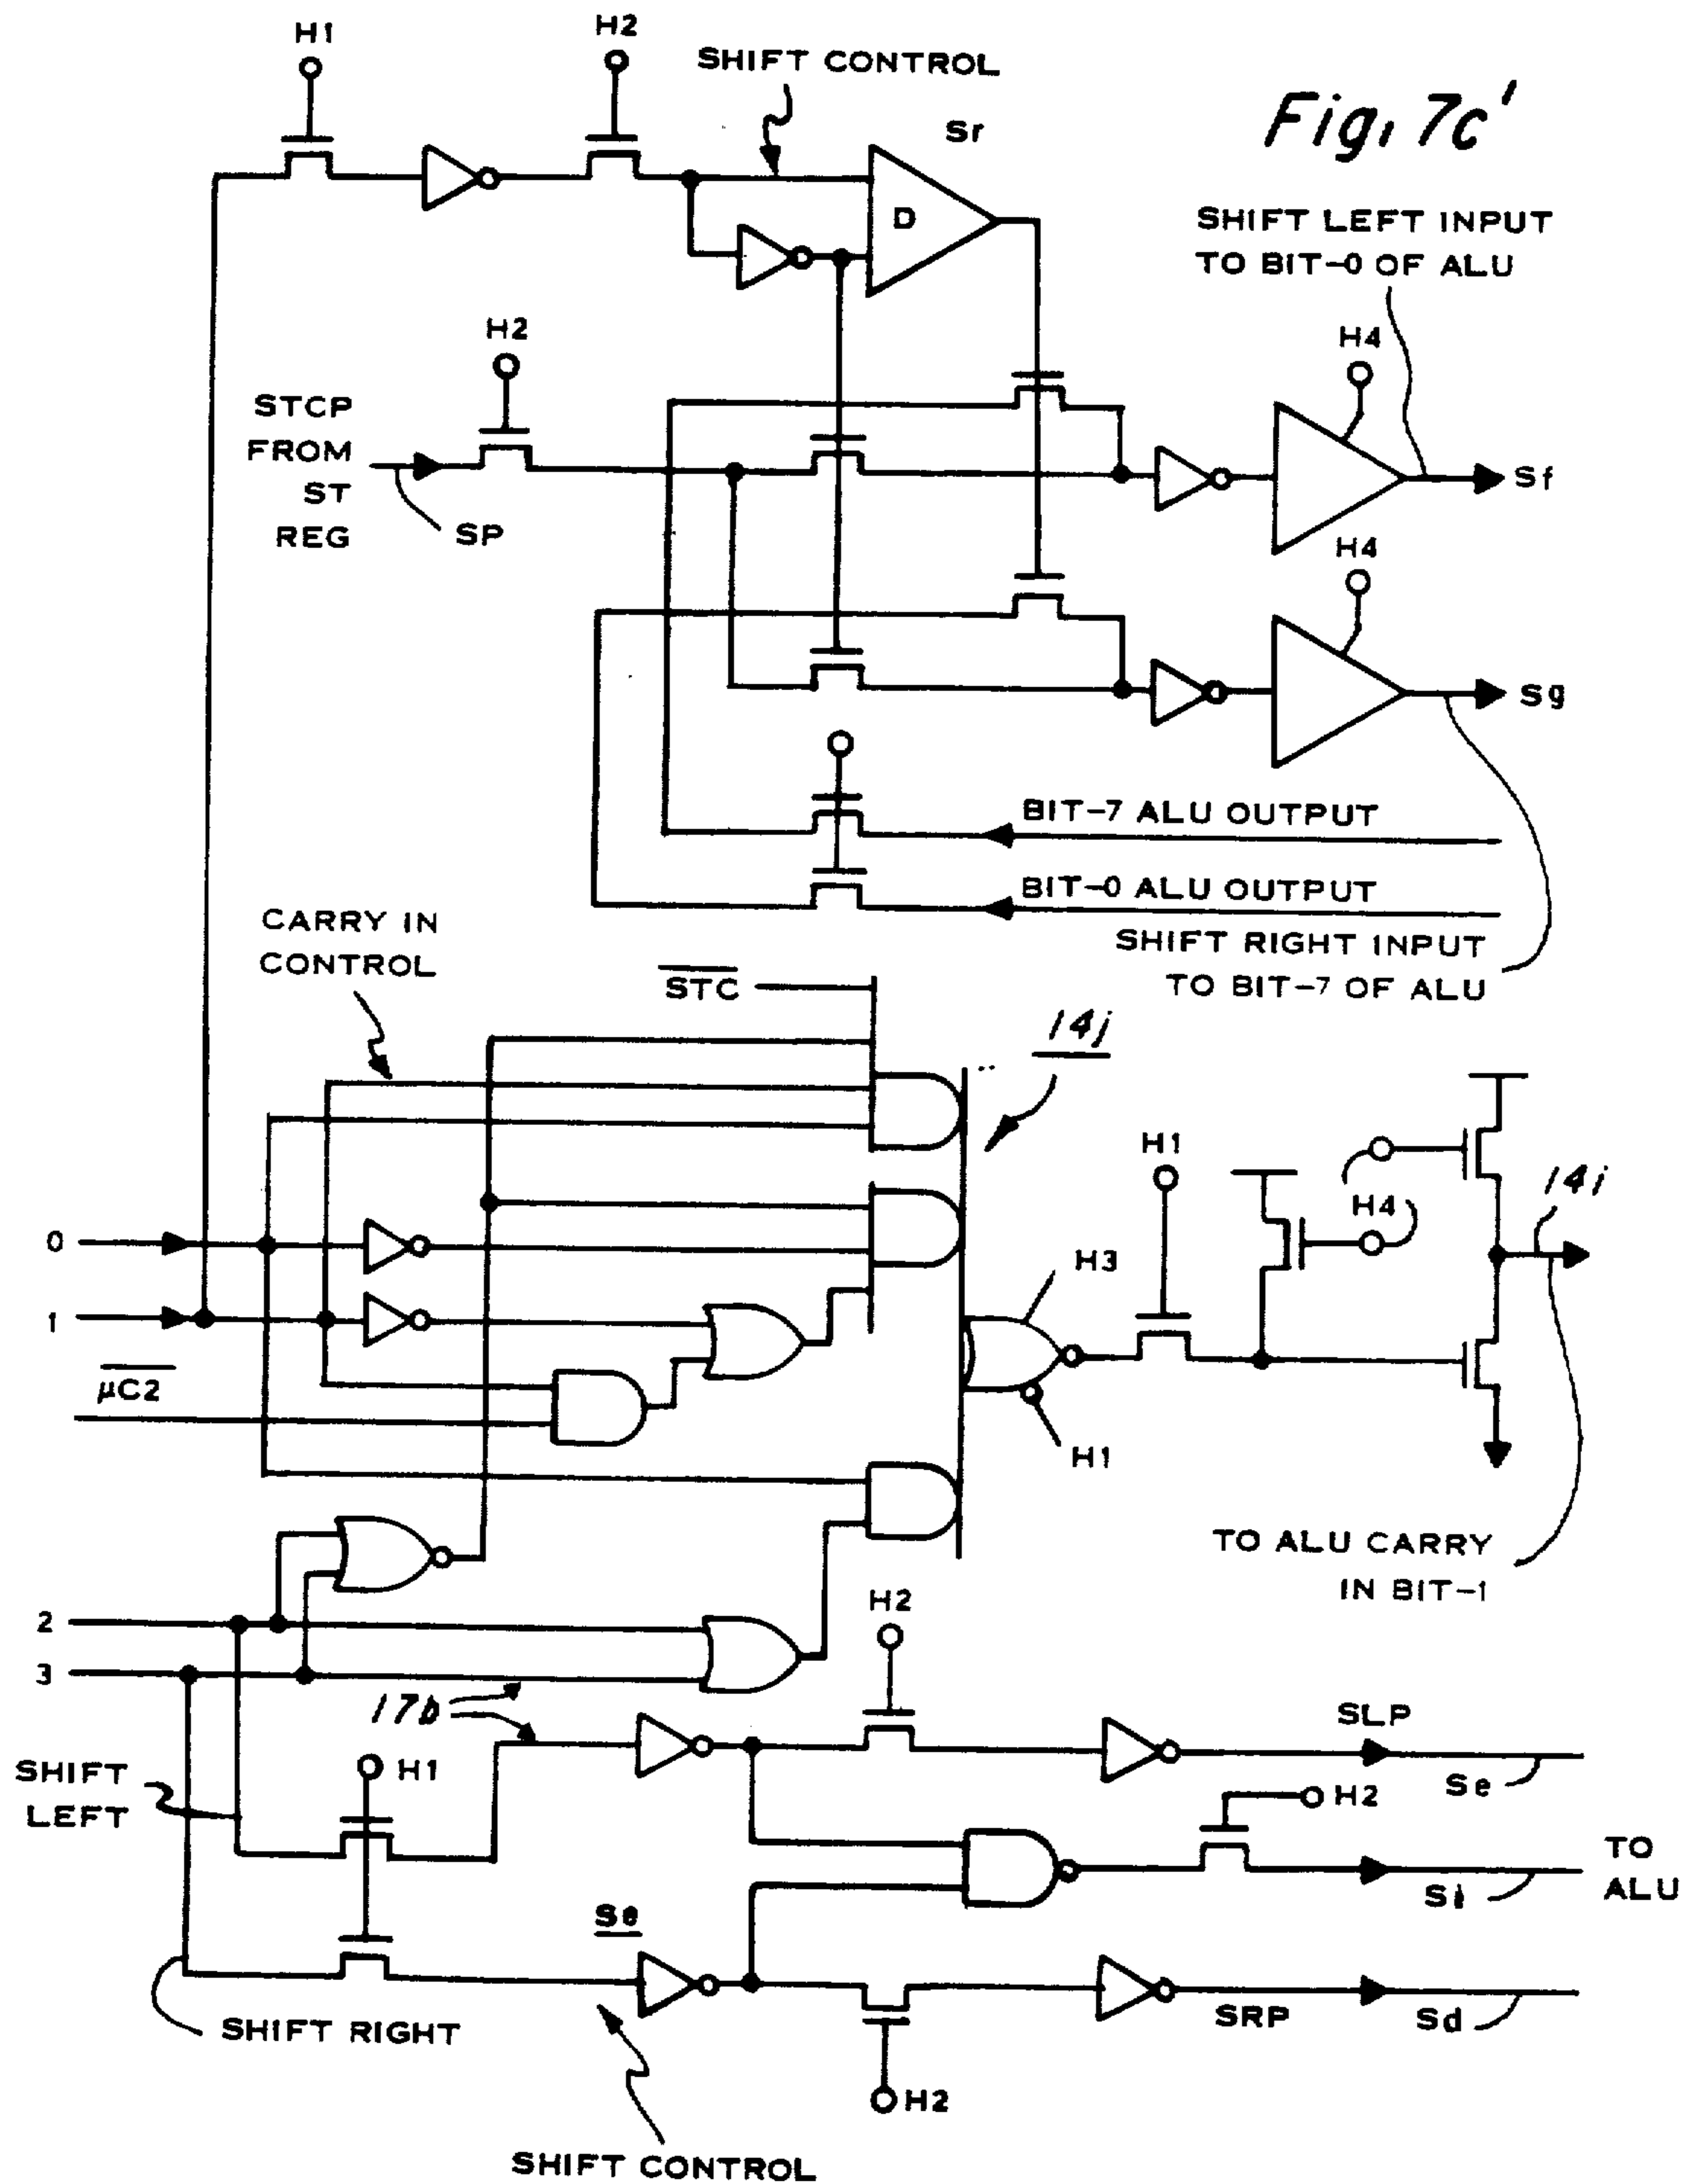 Fig. 7c'
H1
H2
SHIFT CONTROL
Sr
D
SHIFT LEFT INPUT
TO BIT-0 OF ALU
H2
H4
STCP
FROM
ST
REG
SP
Sf
H4
Sg
BIT-7 ALU OUTPUT
BIT-0 ALU OUTPUT
SHIFT RIGHT INPUT
TO BIT-7 OF ALU
CARRY IN
CONTROL
STC
14j
H1
H4
14i
0
H3
1
μC2
H1
TO ALU CARRY
IN BIT-1
2
H2
3
17b
SLP
SHIFT
LEFT
H1
Se
H2
TO
ALU
Si
Se
SRP
Sd
SHIFT RIGHT
H2
SHIFT CONTROL